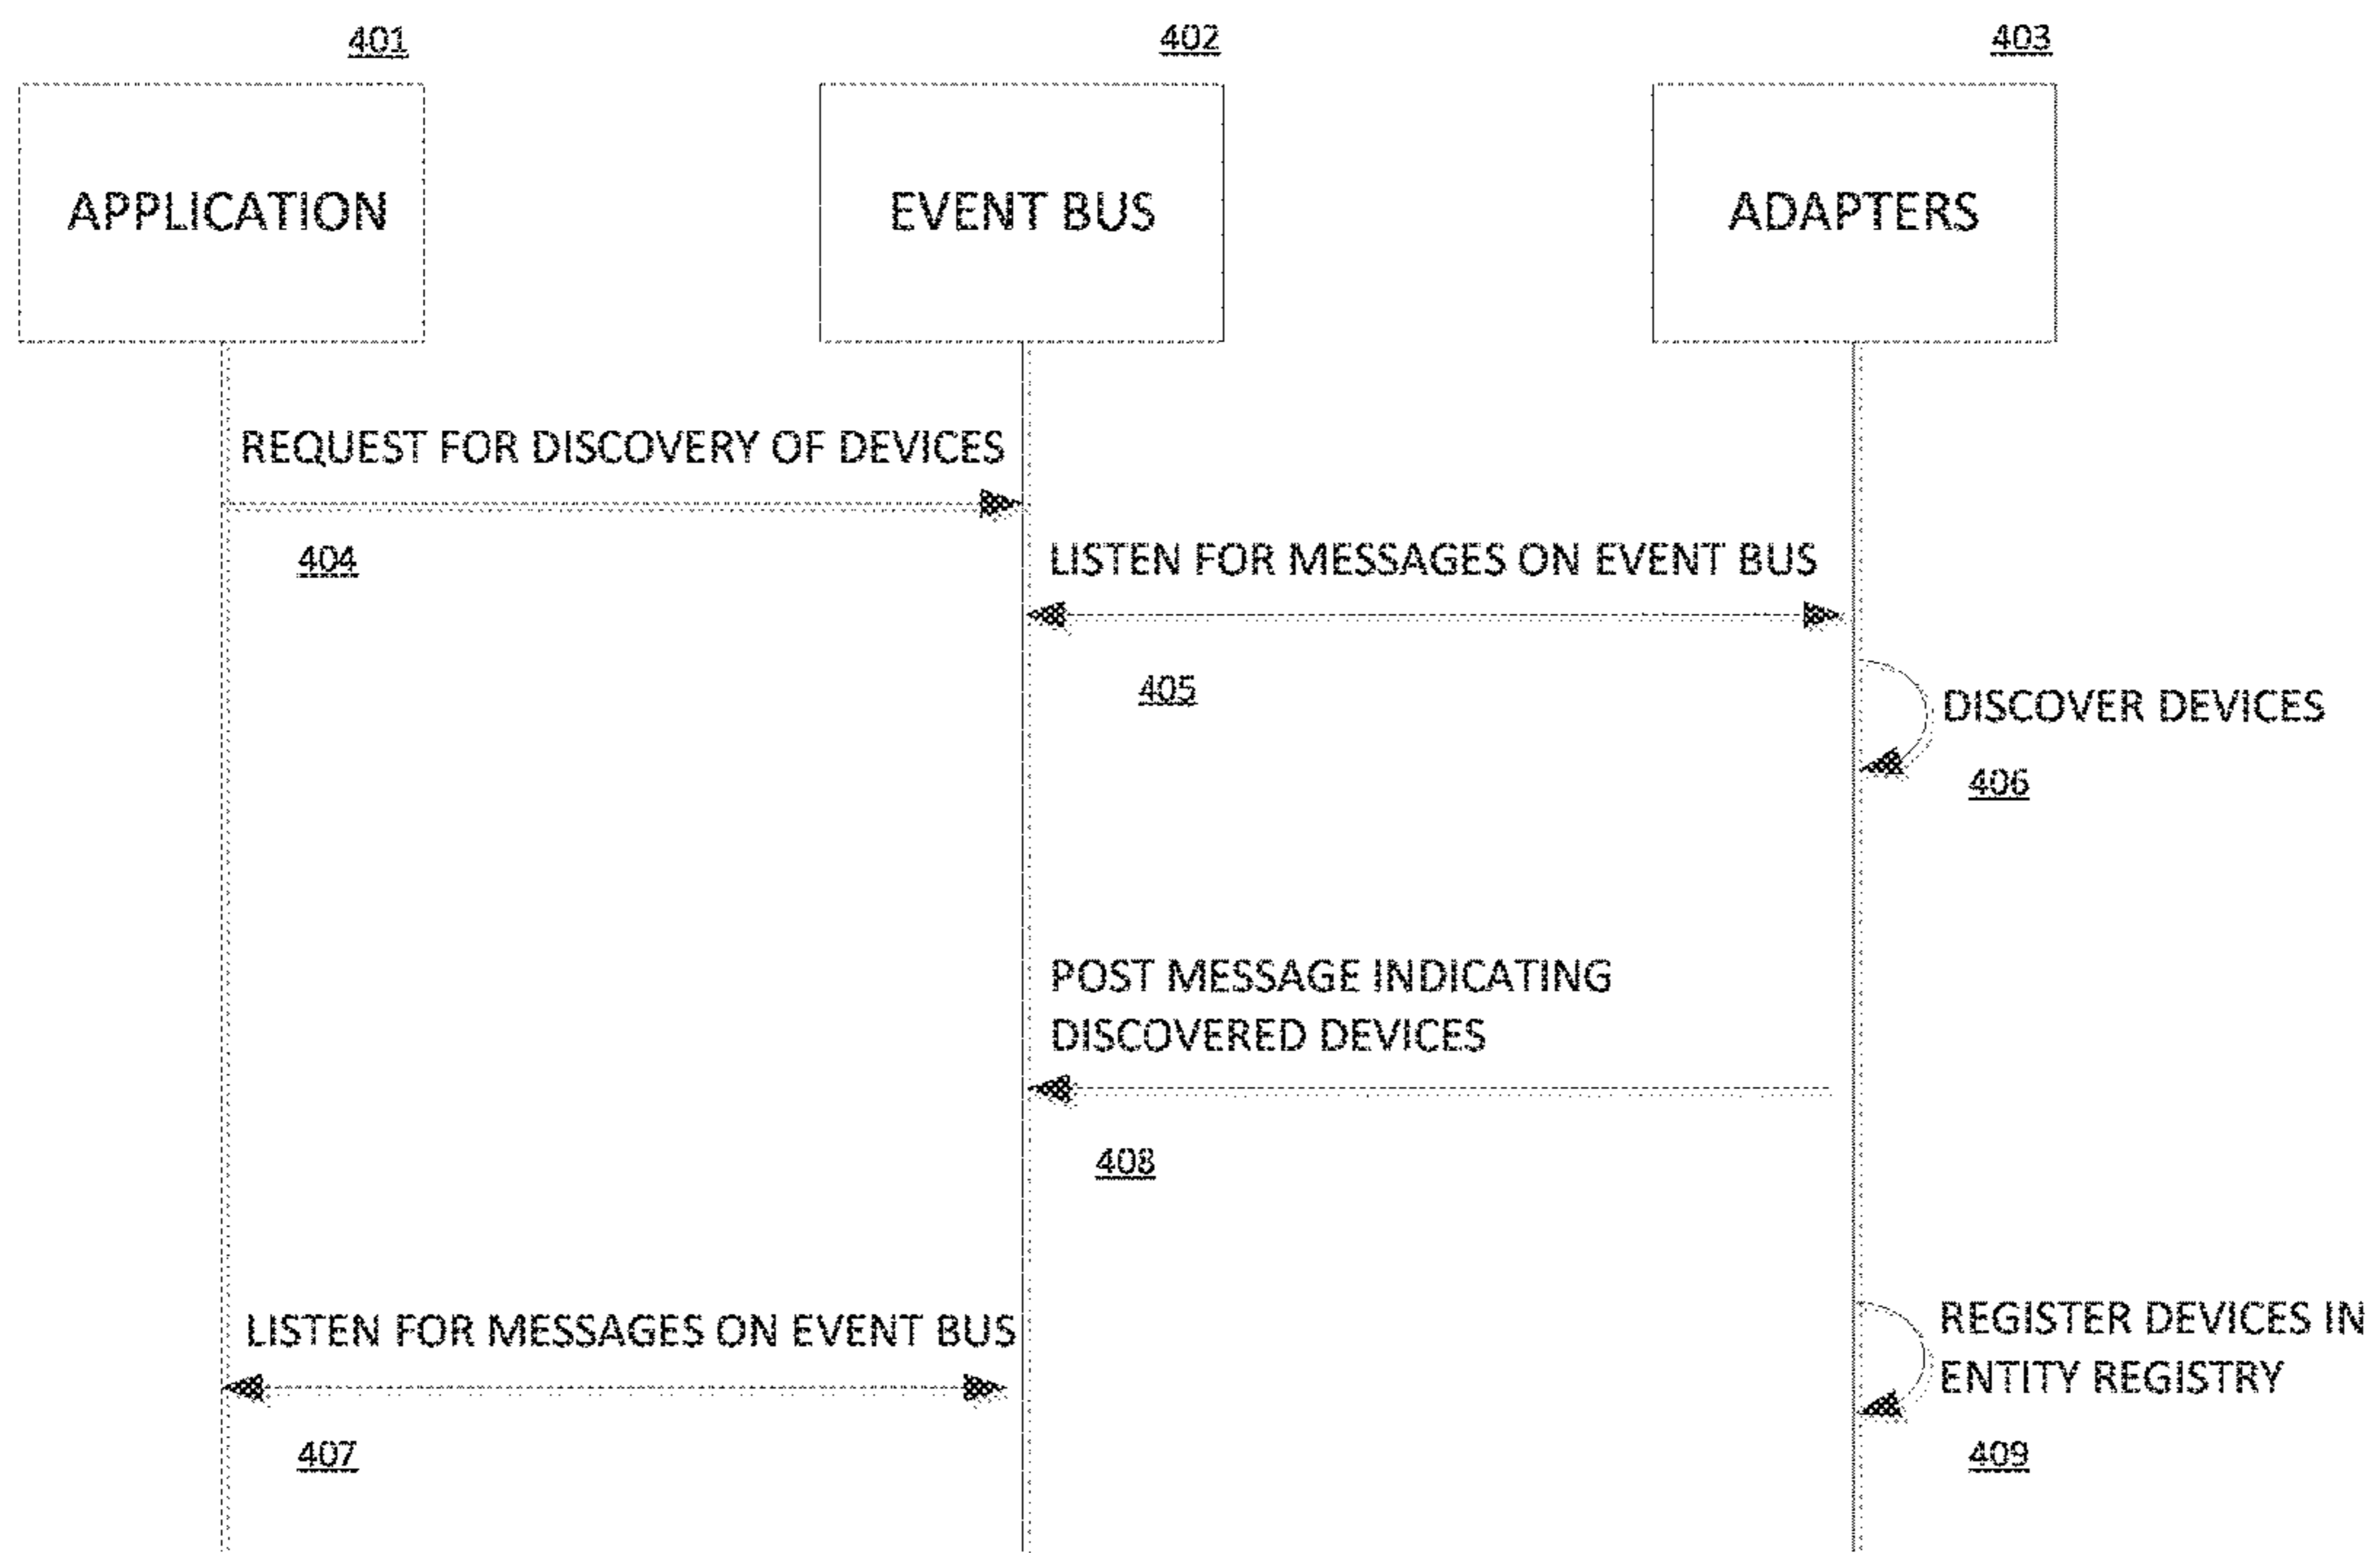 401
402
403
APPLICATION
EVENT BUS
ADAPTERS
REQUEST FOR DISCOVERY OF DEVICES
404
LISTEN FOR MESSAGES ON EVENT BUS
405
DISCOVER DEVICES
406
POST MESSAGE INDICATING
DISCOVERED DEVICES
408
LISTEN FOR MESSAGES ON EVENT BUS
407
REGISTER DEVICES IN
ENTITY REGISTRY
409